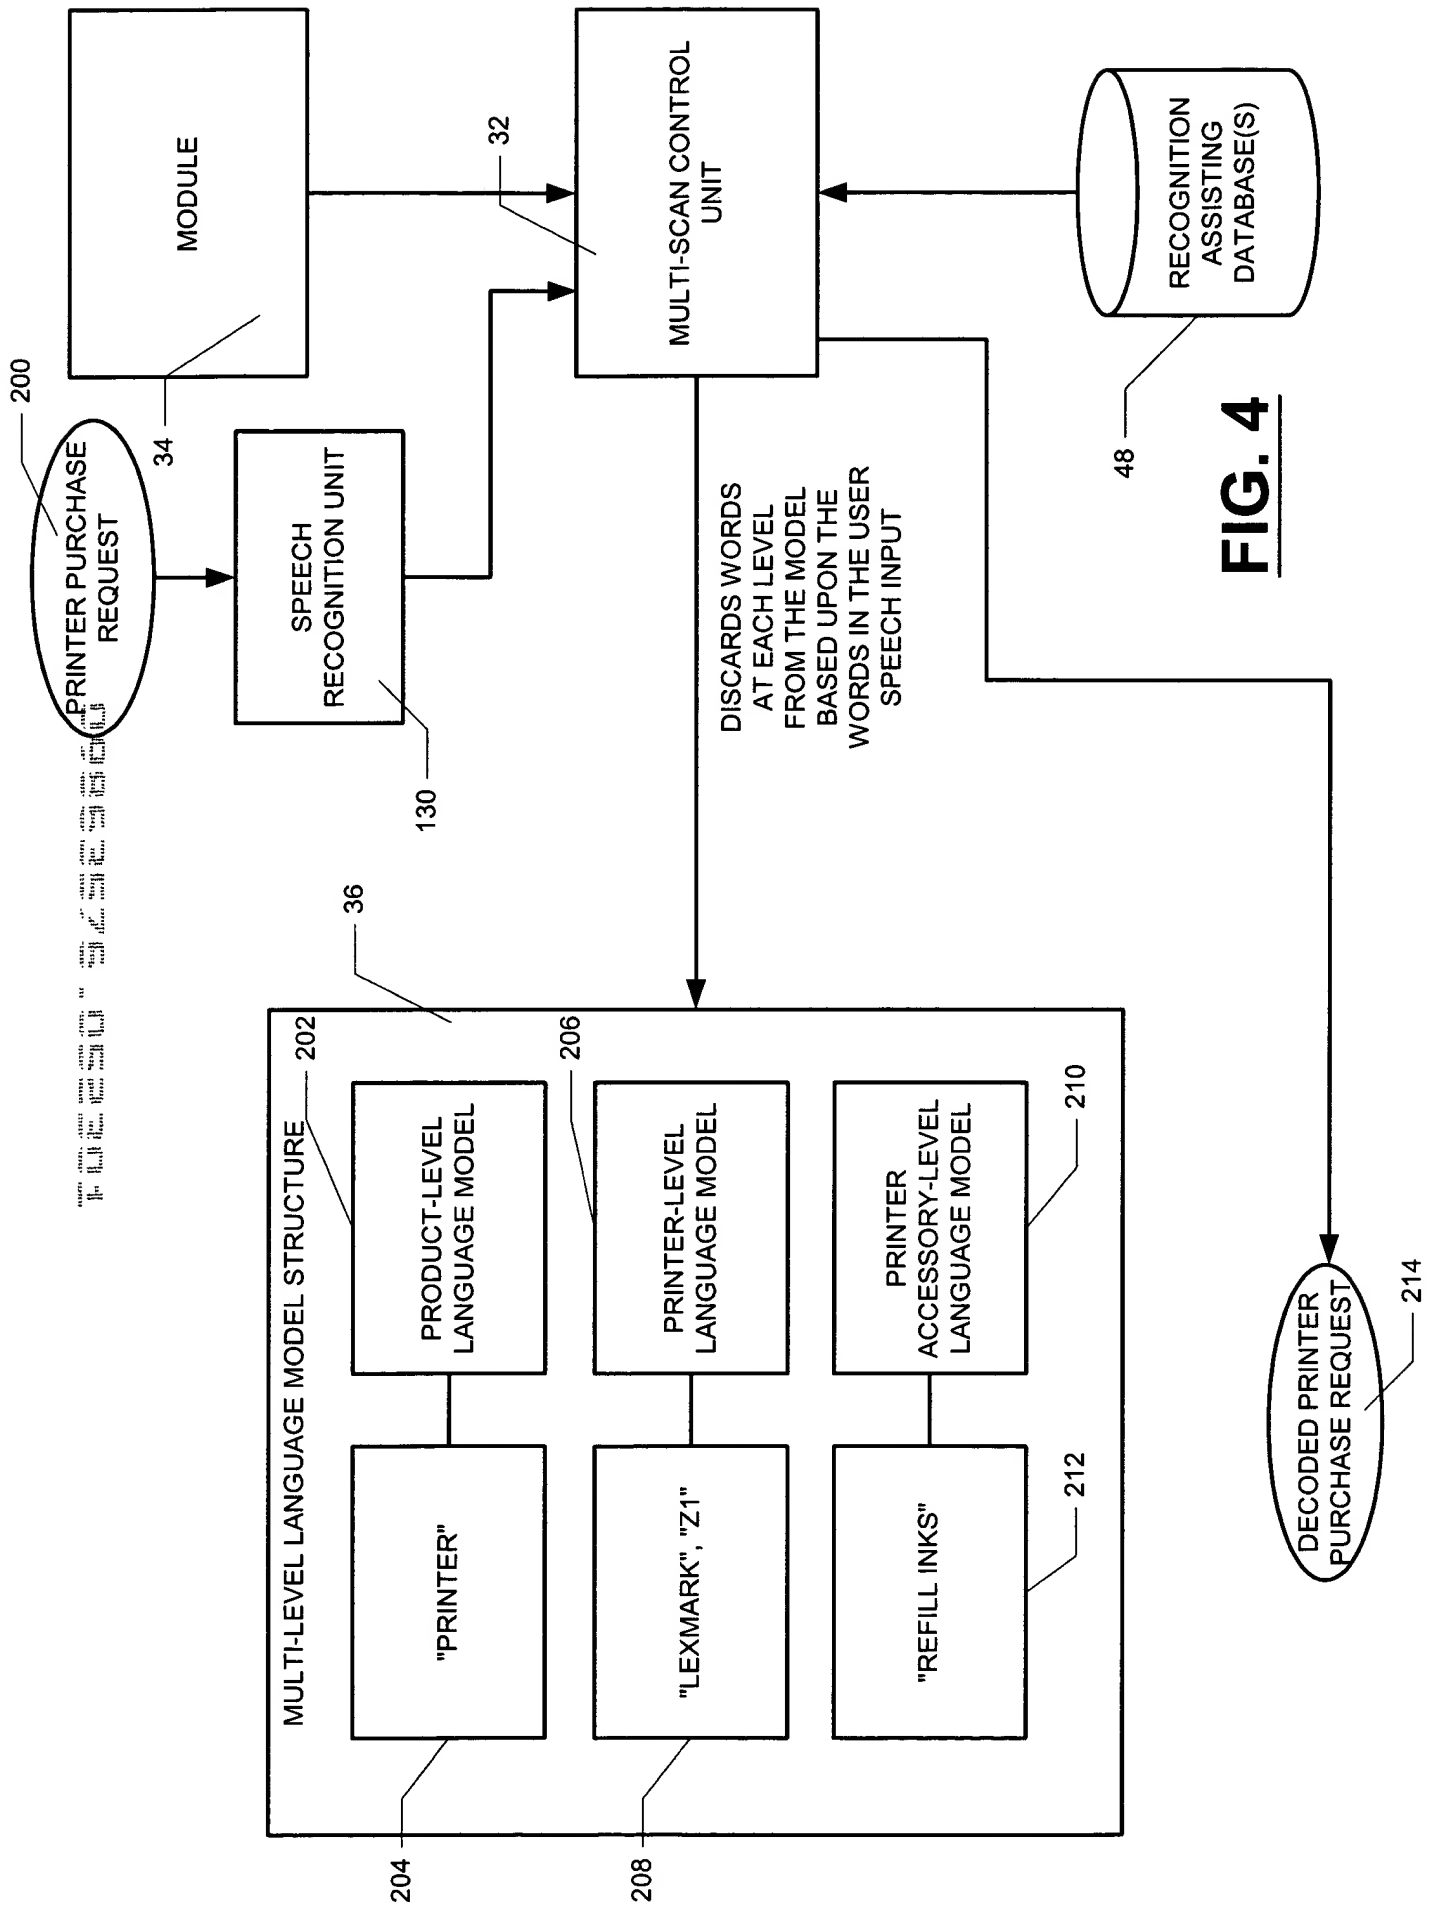 200
PRINTER PURCHASE
REQUEST
SPEECH
RECOGNITION UNIT
130
34
MODULE
32
MULTI-SCAN CONTROL
UNIT
RECOGNITION
ASSISTING
DATABASE(S)
48
DISCARDS WORDS
AT EACH LEVEL
FROM THE MODEL
BASED UPON THE
WORDS IN THE USER
SPEECH INPUT
36
MULTI-LEVEL LANGUAGE MODEL STRUCTURE
202
PRODUCT-LEVEL
LANGUAGE MODEL
"PRINTER"
204
206
PRINTER-LEVEL
LANGUAGE MODEL
"LEXMARK", "Z1"
208
210
PRINTER
ACCESSORY-LEVEL
LANGUAGE MODEL
"REFILL INKS"
212
DECODED PRINTER
PURCHASE REQUEST
214
FIG. 4